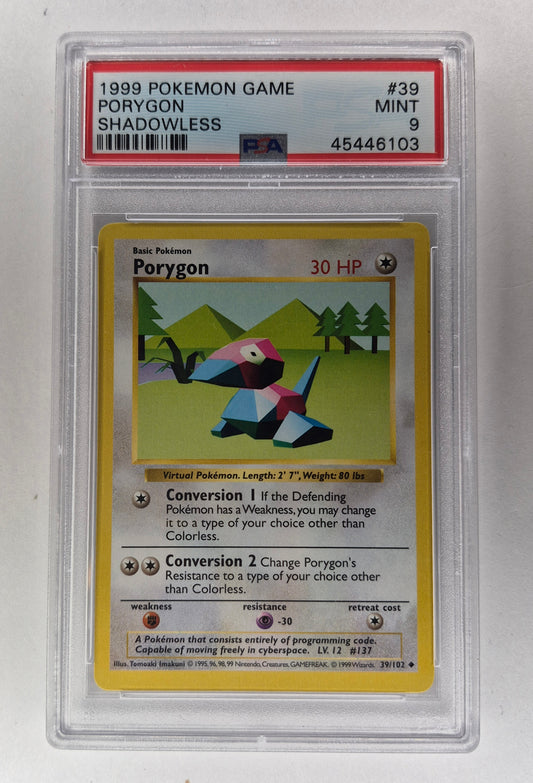 1999 POKEMON GAME #39
PORYGON MINT
SHADOWLESS 9
PSA 45446103
Basic Pokémon
Porygon 30 HP
Virtual Pokémon. Length: 2' 7", Weight: 80 lbs
Conversion 1 If the Defending
Pokémon has a Weakness, you may change
it to a type of your choice other than
Colorless.
Conversion 2 Change Porygon's
Resistance to a type of your choice other
than Colorless.
weakness resistance retreat cost
-30
A Pokémon that consists entirely of programming code.
Capable of moving freely in cyberspace. LV. 12 #137
Illus. Tomoaki Imakuni © 1995, 96, 98, 99 Nintendo, Creatures, GAMEFREAK. © 1999 Wizards. 39/102